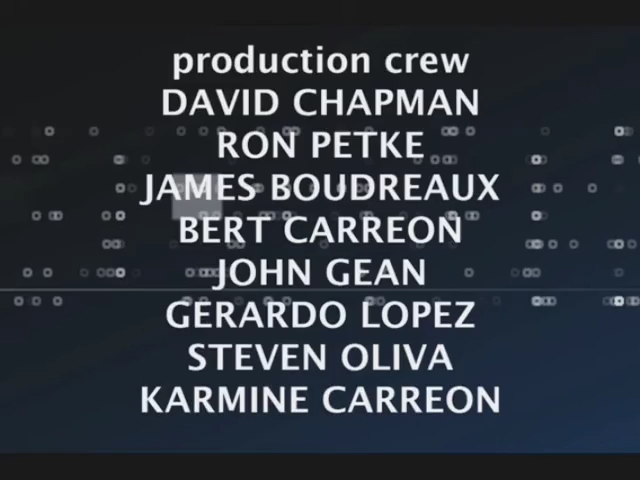 production crew
DAVID CHAPMAN
RON PETKE
JAMES BOUDREAUX
BERT CARREON
JOHN GEAN
GERARDO LOPEZ
STEVEN OLIVA
KARMINE CARREON